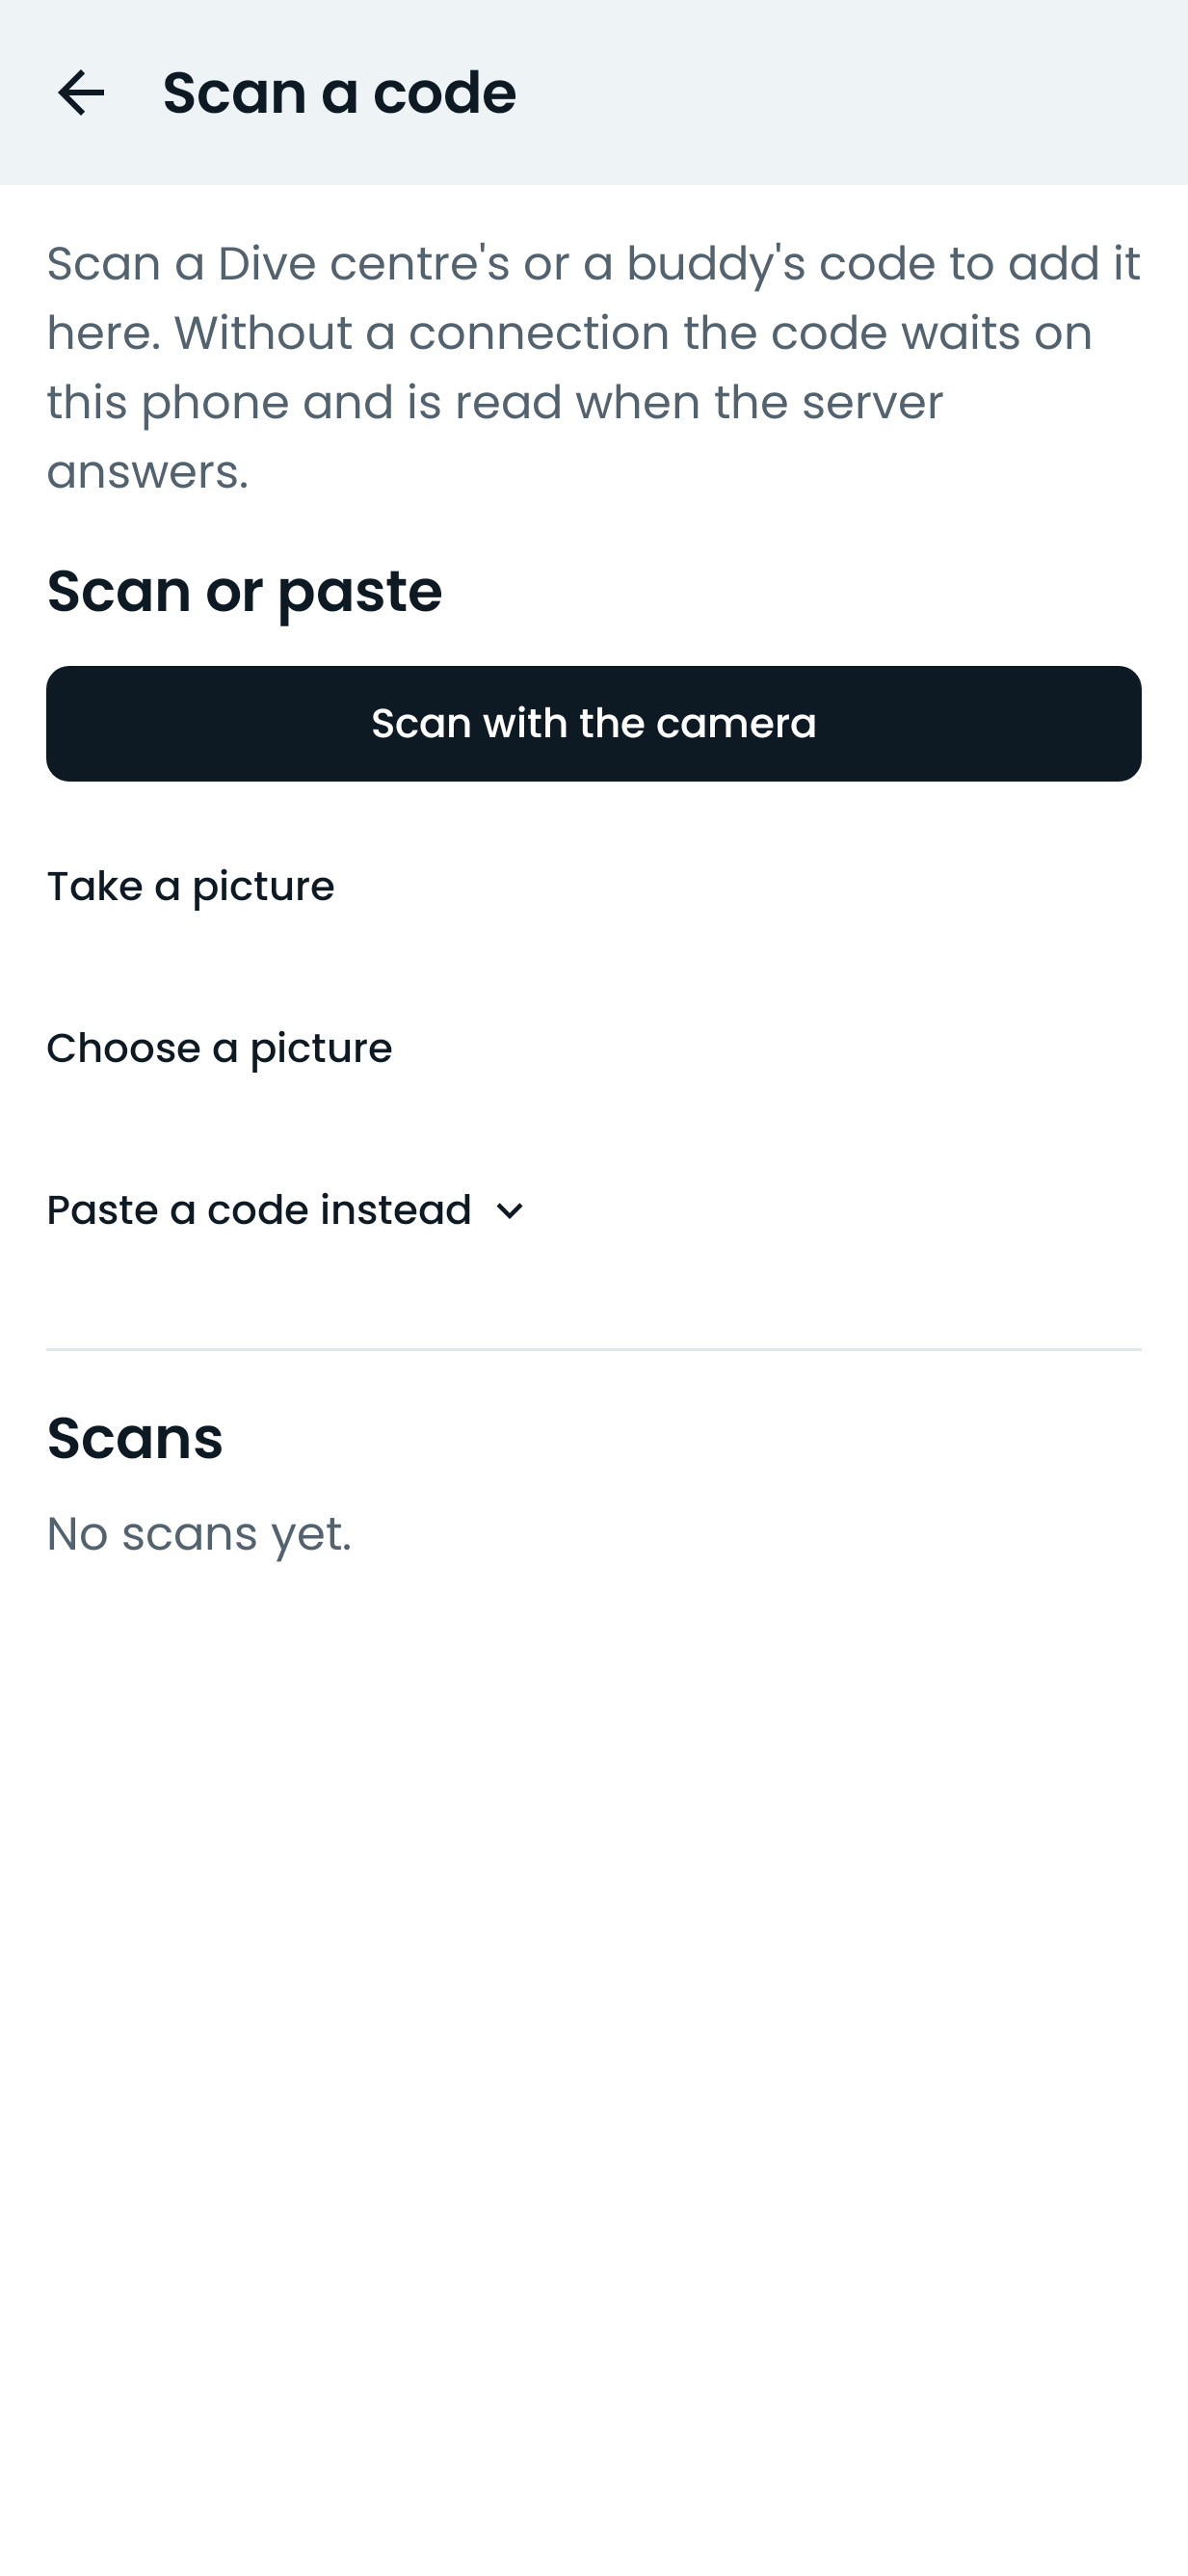 Scan a code
Scan a Dive centre's or a buddy's code to add it
here. Without a connection the code waits on
this phone and is read when the server
answers.
Scan or paste
Scan with the camera
Take a picture
Choose a picture
Paste a code instead
Scans
No scans yet.